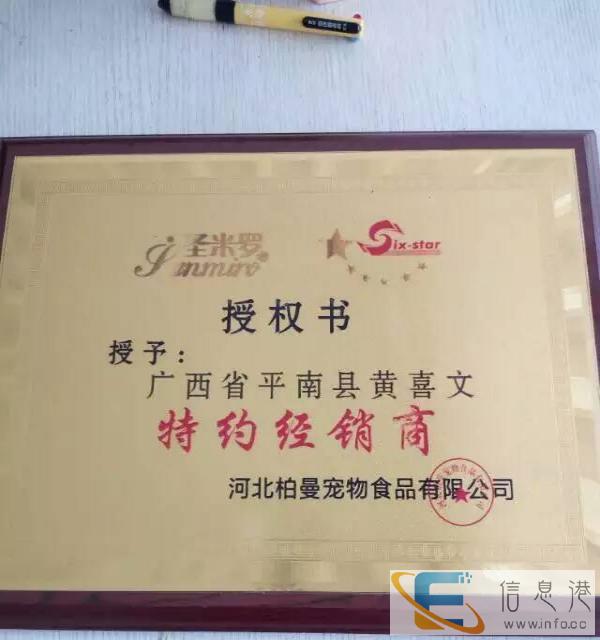 圣米罗
Six-star
授权书
授予：
广西省平南县黄喜文
特约经销商
河北柏曼宠物食品有限公司
信息港
www.info.cc